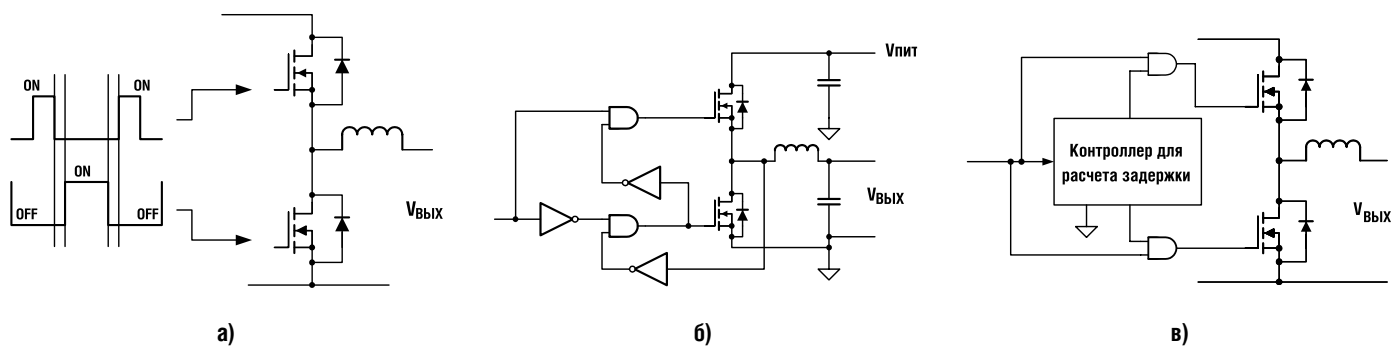 ON
ON
ON
OFF
OFF
VВЫХ
а)
Vпит
VВЫХ
б)
Контроллер для
расчета задержки
VВЫХ
в)